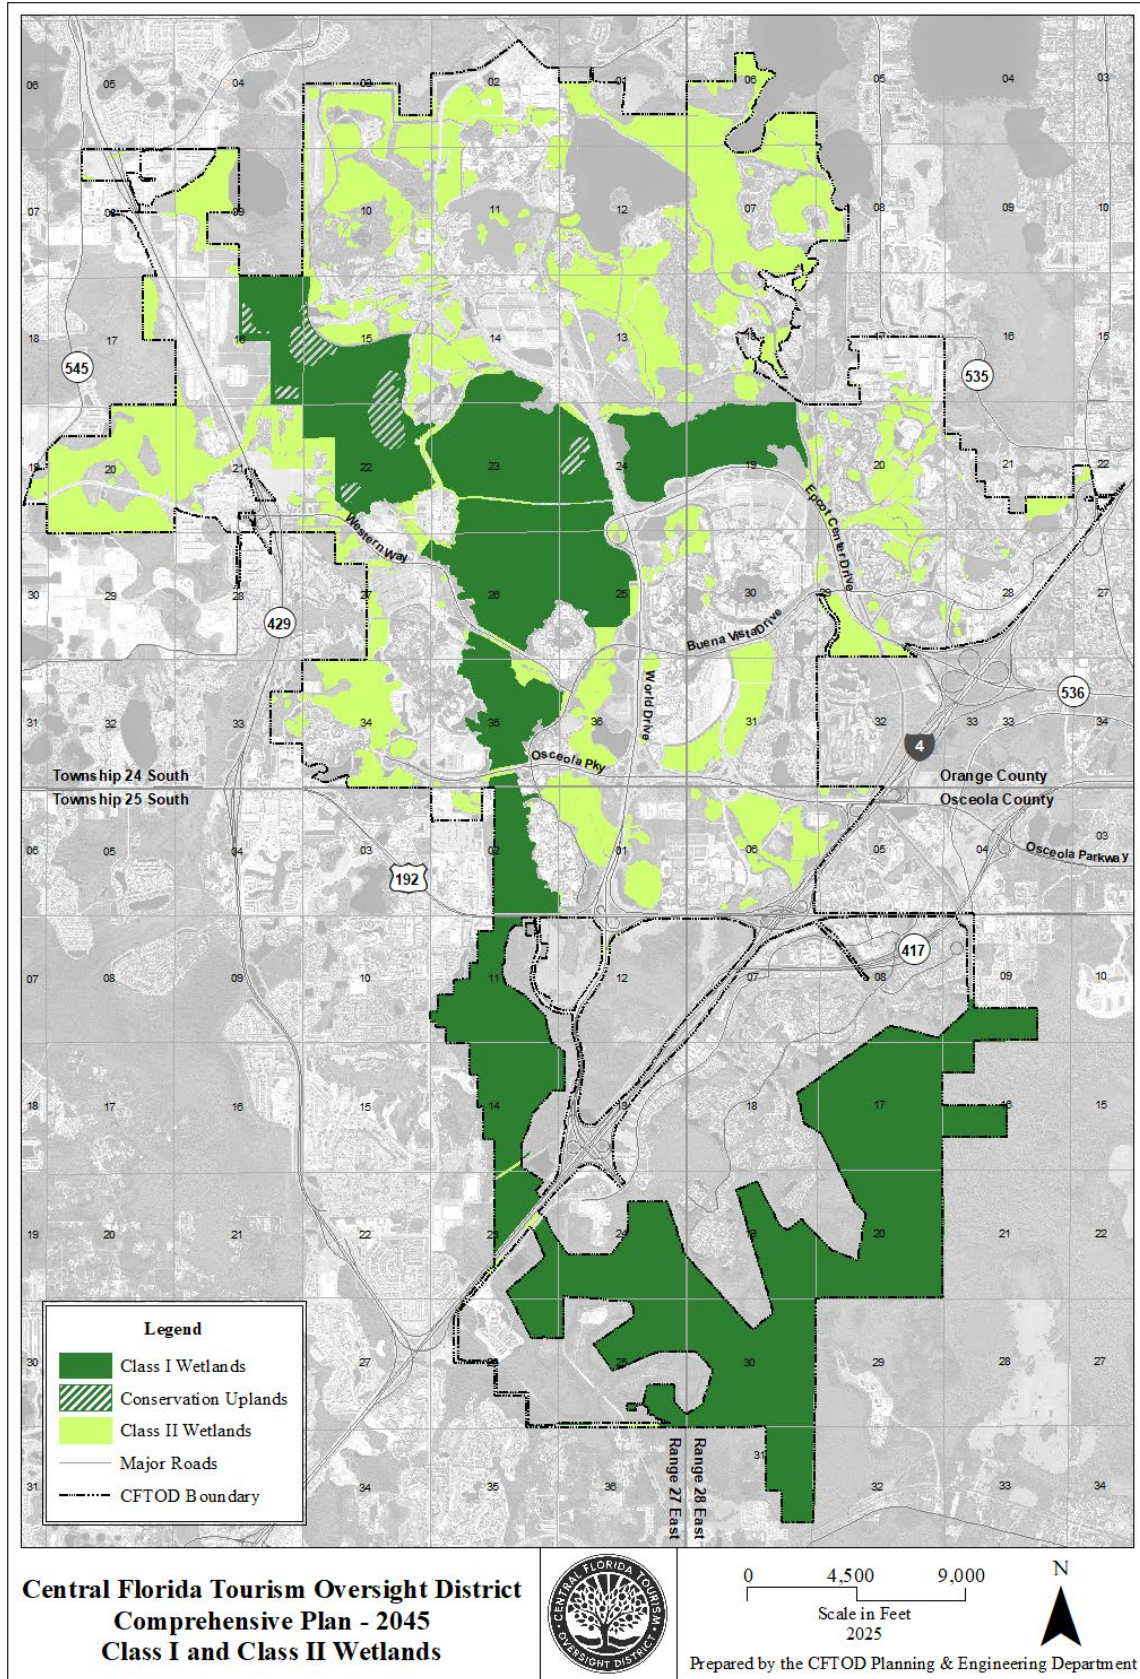 06 05 04 03 02 01 06 05 04 03
07 08 09 10 11 12 07 08 09 10
18 17 16 15 14 13 18 17 16 15
545
535
19 20 21 22 23 24 19 20 21 22
Epcot Center Drive
Western Way
30 29 28 27 26 25 30 29 28 27
429
Buena Vista Drive
World Drive
536
31 32 33 34 35 36 31 32 33 33 34
4
Osceola Pky
Township 24 South
Orange County
Township 25 South
Osceola County
06 05 04 03 02 01 06 05 04 03
Osceola Parkway
192
417
07 08 09 10 11 12 07 08 09 10
18 17 16 15 14 13 18 17 16 15
19 20 21 22 23 24 19 20 21 22
30 27 26 25 30 29 28 27
31 34 35 36 31 32 33 34
Range 27 East
Range 28 East
Legend
Class I Wetlands
Conservation Uplands
Class II Wetlands
Major Roads
CFTOD Boundary
Central Florida Tourism Oversight District
Comprehensive Plan - 2045
Class I and Class II Wetlands
CENTRAL FLORIDA TOURISM
OVERSIGHT DISTRICT
0 4,500 9,000
Scale in Feet
2025
N
Prepared by the CFTOD Planning & Engineering Department